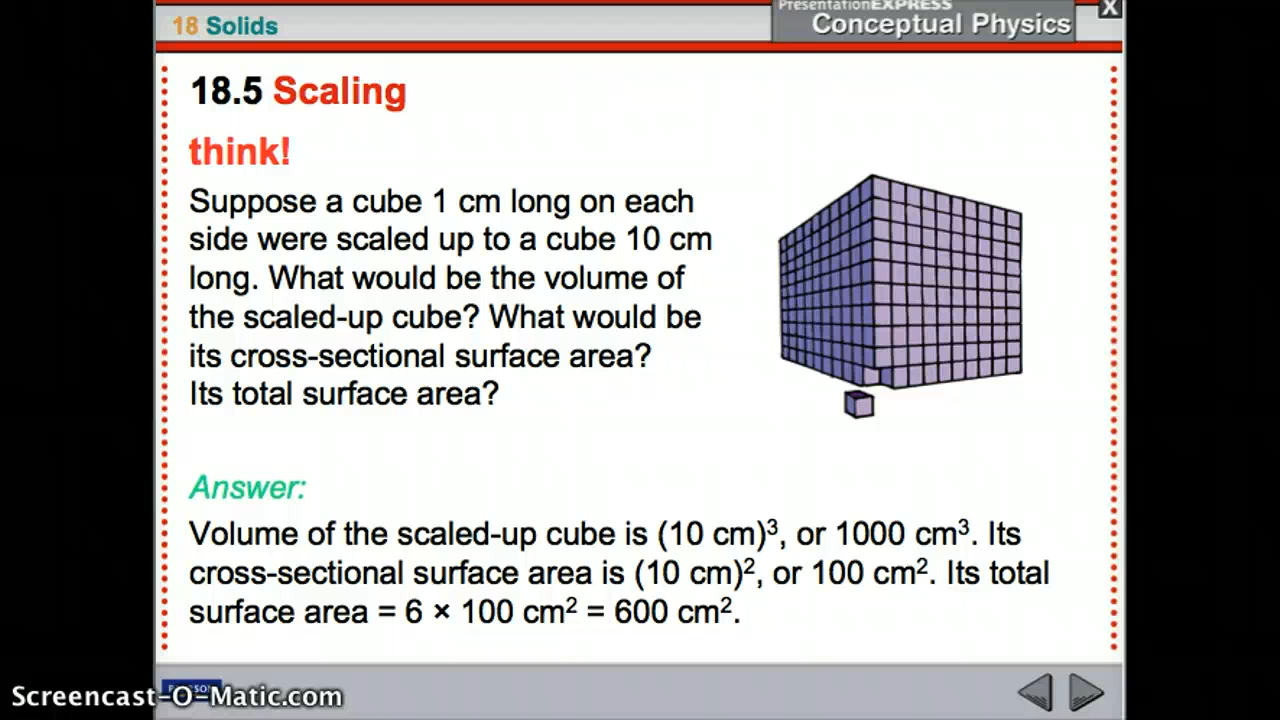 18 Solids
PresentationEXPRESS
Conceptual Physics
X
18.5 Scaling
think!
Suppose a cube 1 cm long on each
side were scaled up to a cube 10 cm
long. What would be the volume of
the scaled-up cube? What would be
its cross-sectional surface area?
Its total surface area?
Answer:
Volume of the scaled-up cube is (10 cm)³, or 1000 cm³. Its
cross-sectional surface area is (10 cm)², or 100 cm². Its total
surface area = 6 × 100 cm² = 600 cm².
PEARSON
Screencast-O-Matic.com